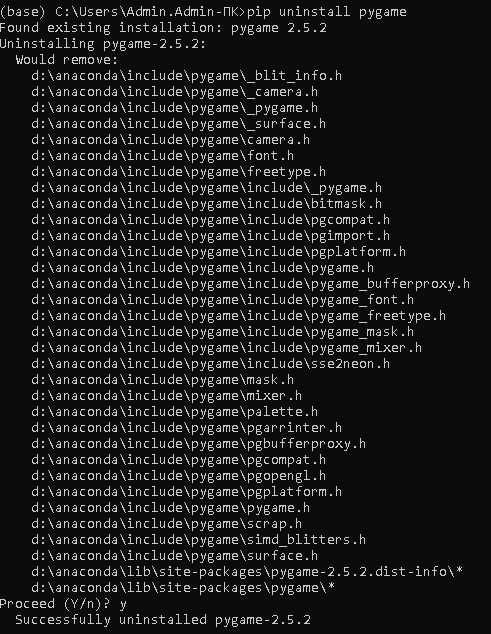 (base) C:\Users\Admin.Admin-ПК>pip uninstall pygame
Found existing installation: pygame 2.5.2
Uninstalling pygame-2.5.2:
  Would remove:
    d:\anaconda\include\pygame\_blit_info.h
    d:\anaconda\include\pygame\_camera.h
    d:\anaconda\include\pygame\_pygame.h
    d:\anaconda\include\pygame\_surface.h
    d:\anaconda\include\pygame\camera.h
    d:\anaconda\include\pygame\font.h
    d:\anaconda\include\pygame\freetype.h
    d:\anaconda\include\pygame\include\_pygame.h
    d:\anaconda\include\pygame\include\bitmask.h
    d:\anaconda\include\pygame\include\pgcompat.h
    d:\anaconda\include\pygame\include\pgimport.h
    d:\anaconda\include\pygame\include\pgplatform.h
    d:\anaconda\include\pygame\include\pygame.h
    d:\anaconda\include\pygame\include\pygame_bufferproxy.h
    d:\anaconda\include\pygame\include\pygame_font.h
    d:\anaconda\include\pygame\include\pygame_freetype.h
    d:\anaconda\include\pygame\include\pygame_mask.h
    d:\anaconda\include\pygame\include\pygame_mixer.h
    d:\anaconda\include\pygame\include\sse2neon.h
    d:\anaconda\include\pygame\mask.h
    d:\anaconda\include\pygame\mixer.h
    d:\anaconda\include\pygame\palette.h
    d:\anaconda\include\pygame\pgarrinter.h
    d:\anaconda\include\pygame\pgbufferproxy.h
    d:\anaconda\include\pygame\pgcompat.h
    d:\anaconda\include\pygame\pgopengl.h
    d:\anaconda\include\pygame\pgplatform.h
    d:\anaconda\include\pygame\pygame.h
    d:\anaconda\include\pygame\scrap.h
    d:\anaconda\include\pygame\simd_blitters.h
    d:\anaconda\include\pygame\surface.h
    d:\anaconda\lib\site-packages\pygame-2.5.2.dist-info\*
    d:\anaconda\lib\site-packages\pygame\*
Proceed (Y/n)? y
  Successfully uninstalled pygame-2.5.2